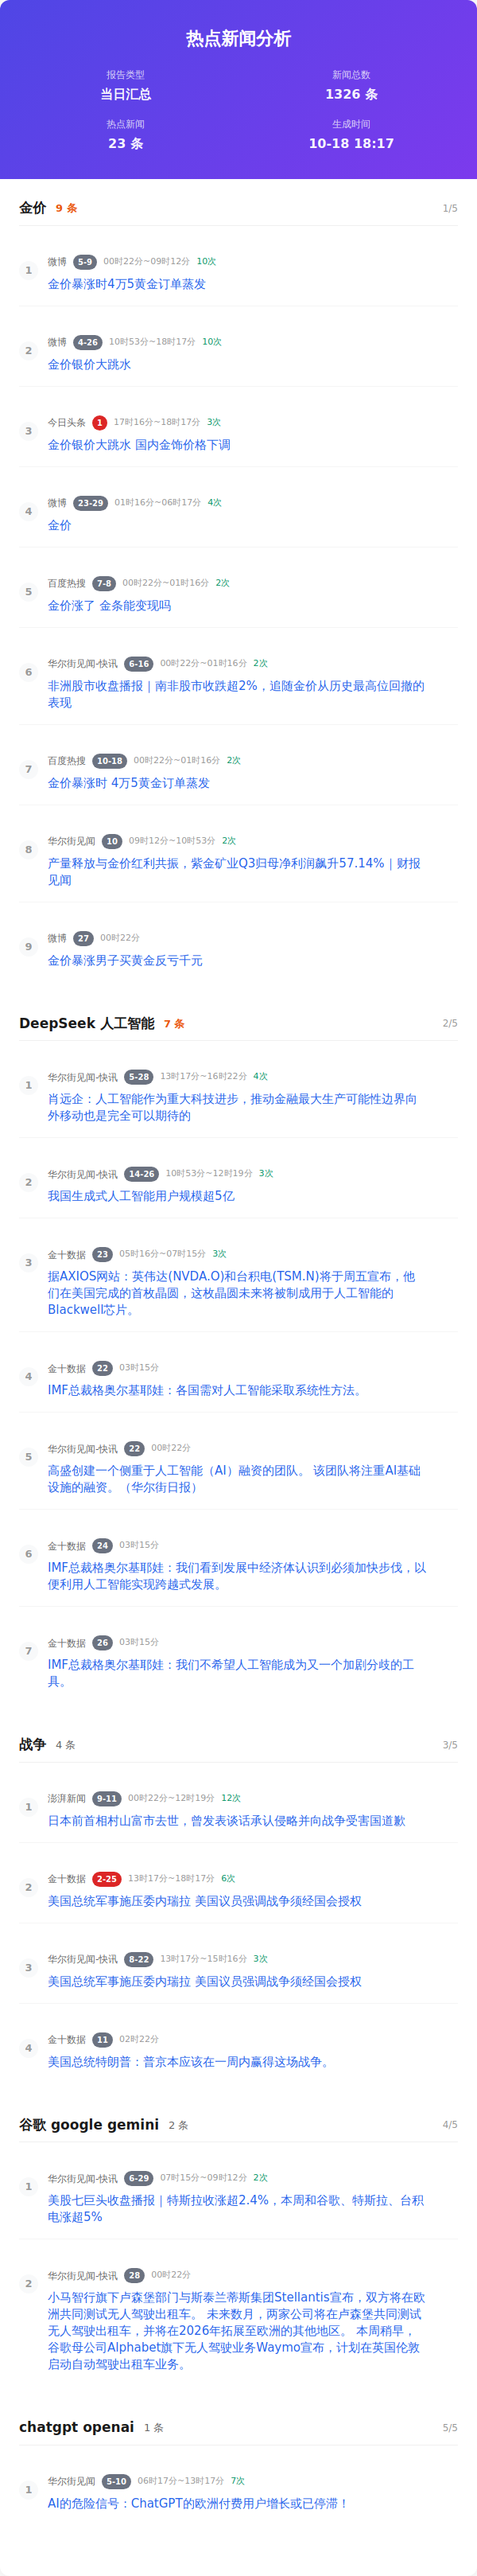 热点新闻分析
报告类型
当日汇总
新闻总数
1326 条
热点新闻
23 条
生成时间
10-18 18:17
金价 9 条 1/5
1
微博 5-9 00时22分~09时12分 10次
金价暴涨时4万5黄金订单蒸发
2
微博 4-26 10时53分~18时17分 10次
金价银价大跳水
3
今日头条 1 17时16分~18时17分 3次
金价银价大跳水 国内金饰价格下调
4
微博 23-29 01时16分~06时17分 4次
金价
5
百度热搜 7-8 00时22分~01时16分 2次
金价涨了 金条能变现吗
6
华尔街见闻-快讯 6-16 00时22分~01时16分 2次
非洲股市收盘播报｜南非股市收跌超2%，追随金价从历史最高位回撤的
表现
7
百度热搜 10-18 00时22分~01时16分 2次
金价暴涨时 4万5黄金订单蒸发
8
华尔街见闻 10 09时12分~10时53分 2次
产量释放与金价红利共振，紫金矿业Q3归母净利润飙升57.14%｜财报
见闻
9
微博 27 00时22分
金价暴涨男子买黄金反亏千元
DeepSeek 人工智能 7 条 2/5
1
华尔街见闻-快讯 5-28 13时17分~16时22分 4次
肖远企：人工智能作为重大科技进步，推动金融最大生产可能性边界向
外移动也是完全可以期待的
2
华尔街见闻-快讯 14-26 10时53分~12时19分 3次
我国生成式人工智能用户规模超5亿
3
金十数据 23 05时16分~07时15分 3次
据AXIOS网站：英伟达(NVDA.O)和台积电(TSM.N)将于周五宣布，他
们在美国完成的首枚晶圆，这枚晶圆未来将被制成用于人工智能的
Blackwell芯片。
4
金十数据 22 03时15分
IMF总裁格奥尔基耶娃：各国需对人工智能采取系统性方法。
5
华尔街见闻-快讯 22 00时22分
高盛创建一个侧重于人工智能（AI）融资的团队。 该团队将注重AI基础
设施的融资。（华尔街日报）
6
金十数据 24 03时15分
IMF总裁格奥尔基耶娃：我们看到发展中经济体认识到必须加快步伐，以
便利用人工智能实现跨越式发展。
7
金十数据 26 03时15分
IMF总裁格奥尔基耶娃：我们不希望人工智能成为又一个加剧分歧的工
具。
战争 4 条 3/5
1
澎湃新闻 9-11 00时22分~12时19分 12次
日本前首相村山富市去世，曾发表谈话承认侵略并向战争受害国道歉
2
金十数据 2-25 13时17分~18时17分 6次
美国总统军事施压委内瑞拉 美国议员强调战争须经国会授权
3
华尔街见闻-快讯 8-22 13时17分~15时16分 3次
美国总统军事施压委内瑞拉 美国议员强调战争须经国会授权
4
金十数据 11 02时22分
美国总统特朗普：普京本应该在一周内赢得这场战争。
谷歌 google gemini 2 条 4/5
1
华尔街见闻-快讯 6-29 07时15分~09时12分 2次
美股七巨头收盘播报｜特斯拉收涨超2.4%，本周和谷歌、特斯拉、台积
电涨超5%
2
华尔街见闻-快讯 28 00时22分
小马智行旗下卢森堡部门与斯泰兰蒂斯集团Stellantis宣布，双方将在欧
洲共同测试无人驾驶出租车。 未来数月，两家公司将在卢森堡共同测试
无人驾驶出租车，并将在2026年拓展至欧洲的其他地区。 本周稍早，
谷歌母公司Alphabet旗下无人驾驶业务Waymo宣布，计划在英国伦敦
启动自动驾驶出租车业务。
chatgpt openai 1 条 5/5
1
华尔街见闻 5-10 06时17分~13时17分 7次
AI的危险信号：ChatGPT的欧洲付费用户增长或已停滞！